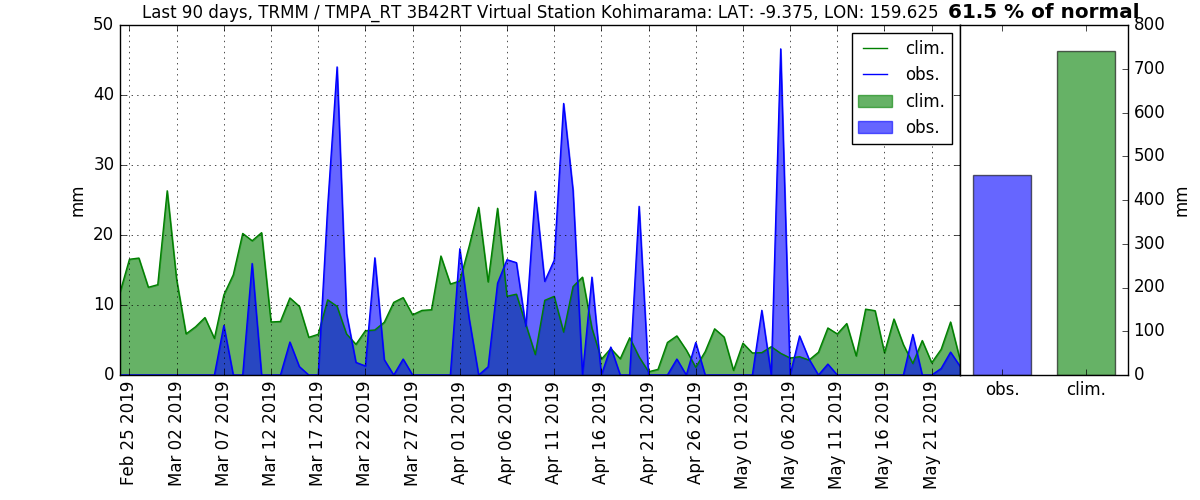 Last 90 days, TRMM / TMPA_RT 3B42RT Virtual Station Kohimarama: LAT: -9.375, LON: 159.625
61.5 % of normal
50
40
30
20
10
0
mm
clim.
obs.
clim.
obs.
800
700
600
500
400
300
200
100
0
mm
Feb 25 2019
Mar 02 2019
Mar 07 2019
Mar 12 2019
Mar 17 2019
Mar 22 2019
Mar 27 2019
Apr 01 2019
Apr 06 2019
Apr 11 2019
Apr 16 2019
Apr 21 2019
Apr 26 2019
May 01 2019
May 06 2019
May 11 2019
May 16 2019
May 21 2019
obs.
clim.